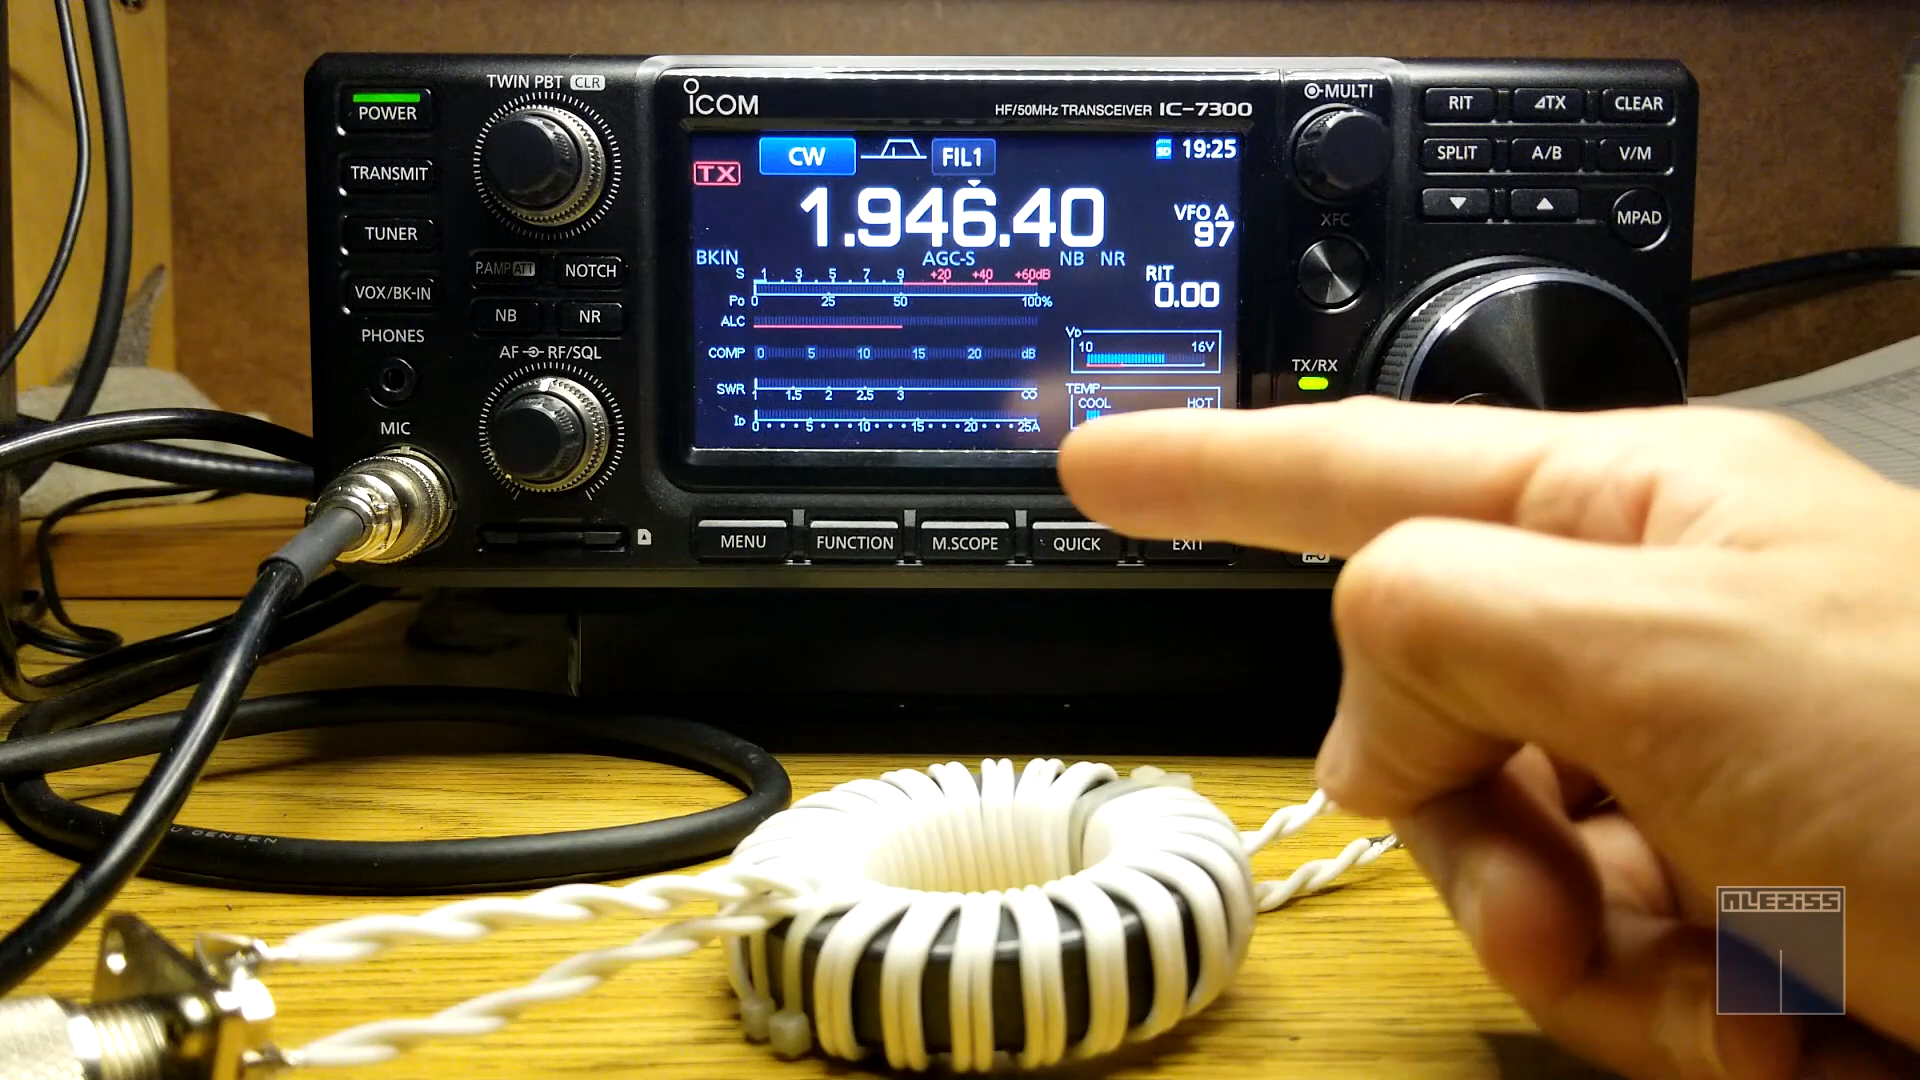 POWER
TRANSMIT
TUNER
VOX/BK-IN
PHONES
MIC
TWIN PBT CLR
P.AMP ATT
NOTCH
NB
NR
AF RF/SQL
ICOM
HF/50MHz TRANSCEIVER IC-7300
CW
FIL1
SD 19:25
TX
1.946.40
VFO A
97
BKIN
AGC-S
NB NR
S 1 3 5 7 9 +20 +40 +60dB
Po 0 25 50 100%
RIT
0.00
ALC
COMP 0 5 10 15 20 dB
SWR 1 1.5 2 2.5 3 ∞
ID 0 5 10 15 20 25A
VD
10 16V
TEMP
COOL HOT
MENU
FUNCTION
M.SCOPE
QUICK
EXIT
MULTI
XFC
TX/RX
RIT
⊿TX
CLEAR
SPLIT
A/B
V/M
MPAD
NLEZISS